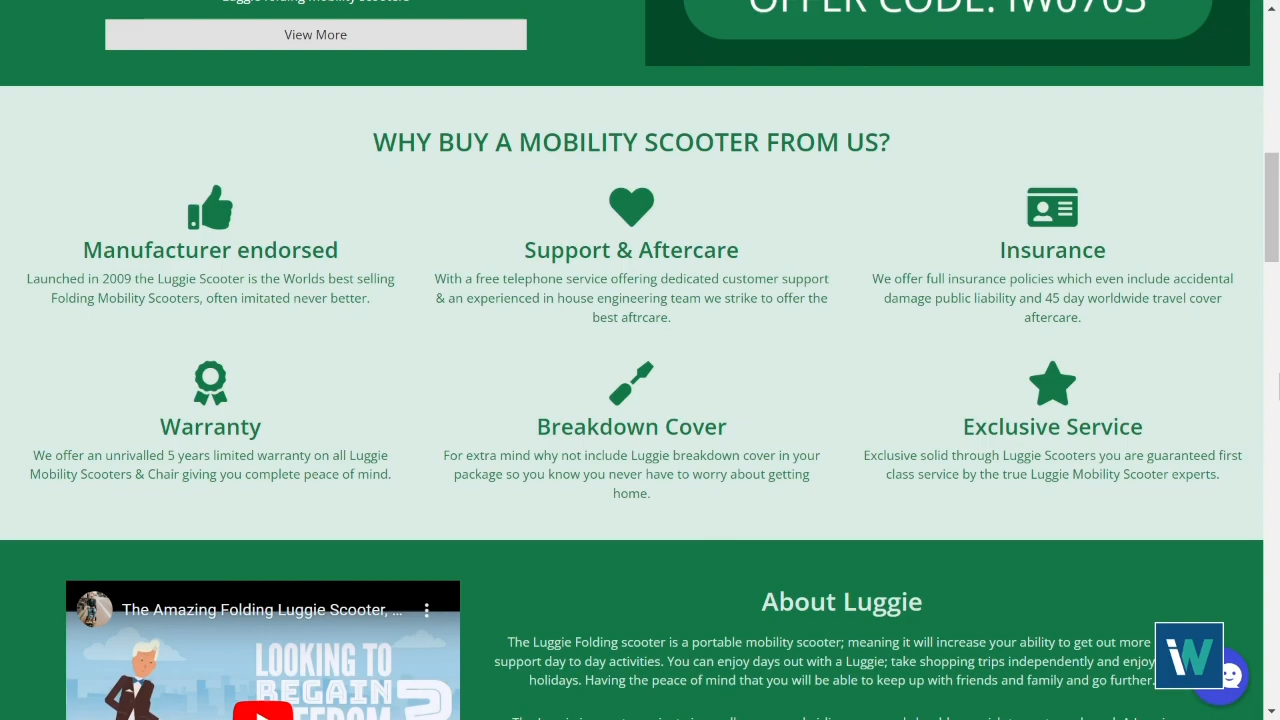 Luggie Folding Mobility Scooters
View More
OFFER CODE: IW0703
WHY BUY A MOBILITY SCOOTER FROM US?
Manufacturer endorsed
Launched in 2009 the Luggie Scooter is the Worlds best selling
Folding Mobility Scooters, often imitated never better.
Support & Aftercare
With a free telephone service offering dedicated customer support
& an experienced in house engineering team we strike to offer the
best aftrcare.
Insurance
We offer full insurance policies which even include accidental
damage public liability and 45 day worldwide travel cover
aftercare.
Warranty
We offer an unrivalled 5 years limited warranty on all Luggie
Mobility Scooters & Chair giving you complete peace of mind.
Breakdown Cover
For extra mind why not include Luggie breakdown cover in your
package so you know you never have to worry about getting
home.
Exclusive Service
Exclusive solid through Luggie Scooters you are guaranteed first
class service by the true Luggie Mobility Scooter experts.
The Amazing Folding Luggie Scooter, ...
LOOKING TO
REGAIN
?
About Luggie
The Luggie Folding scooter is a portable mobility scooter; meaning it will increase your ability to get out more
support day to day activities. You can enjoy days out with a Luggie; take shopping trips independently and enjoy
holidays. Having the peace of mind that you will be able to keep up with friends and family and go further.
iW